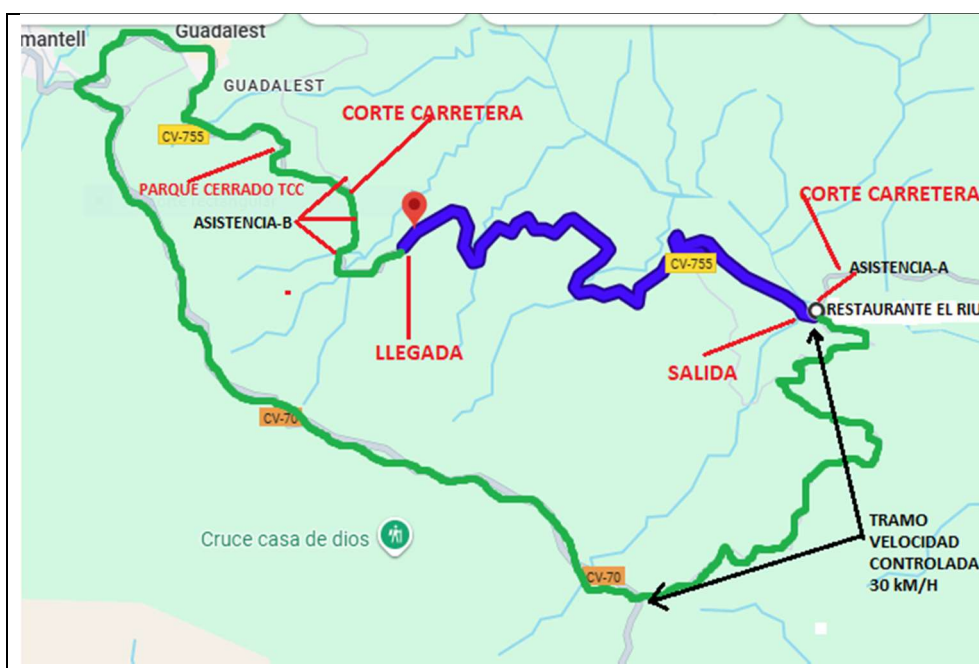 mantell
Guadalest
GUADALEST
CORTE CARRETERA
CV-755
PARQUE CERRADO TCC
CORTE CARRETERA
ASISTENCIA-B
CV-755
ASISTENCIA-A
RESTAURANTE EL RIU
LLEGADA
SALIDA
CV-70
TRAMO
VELOCIDAD
CONTROLADA
30 kM/H
Cruce casa de dios
CV-70